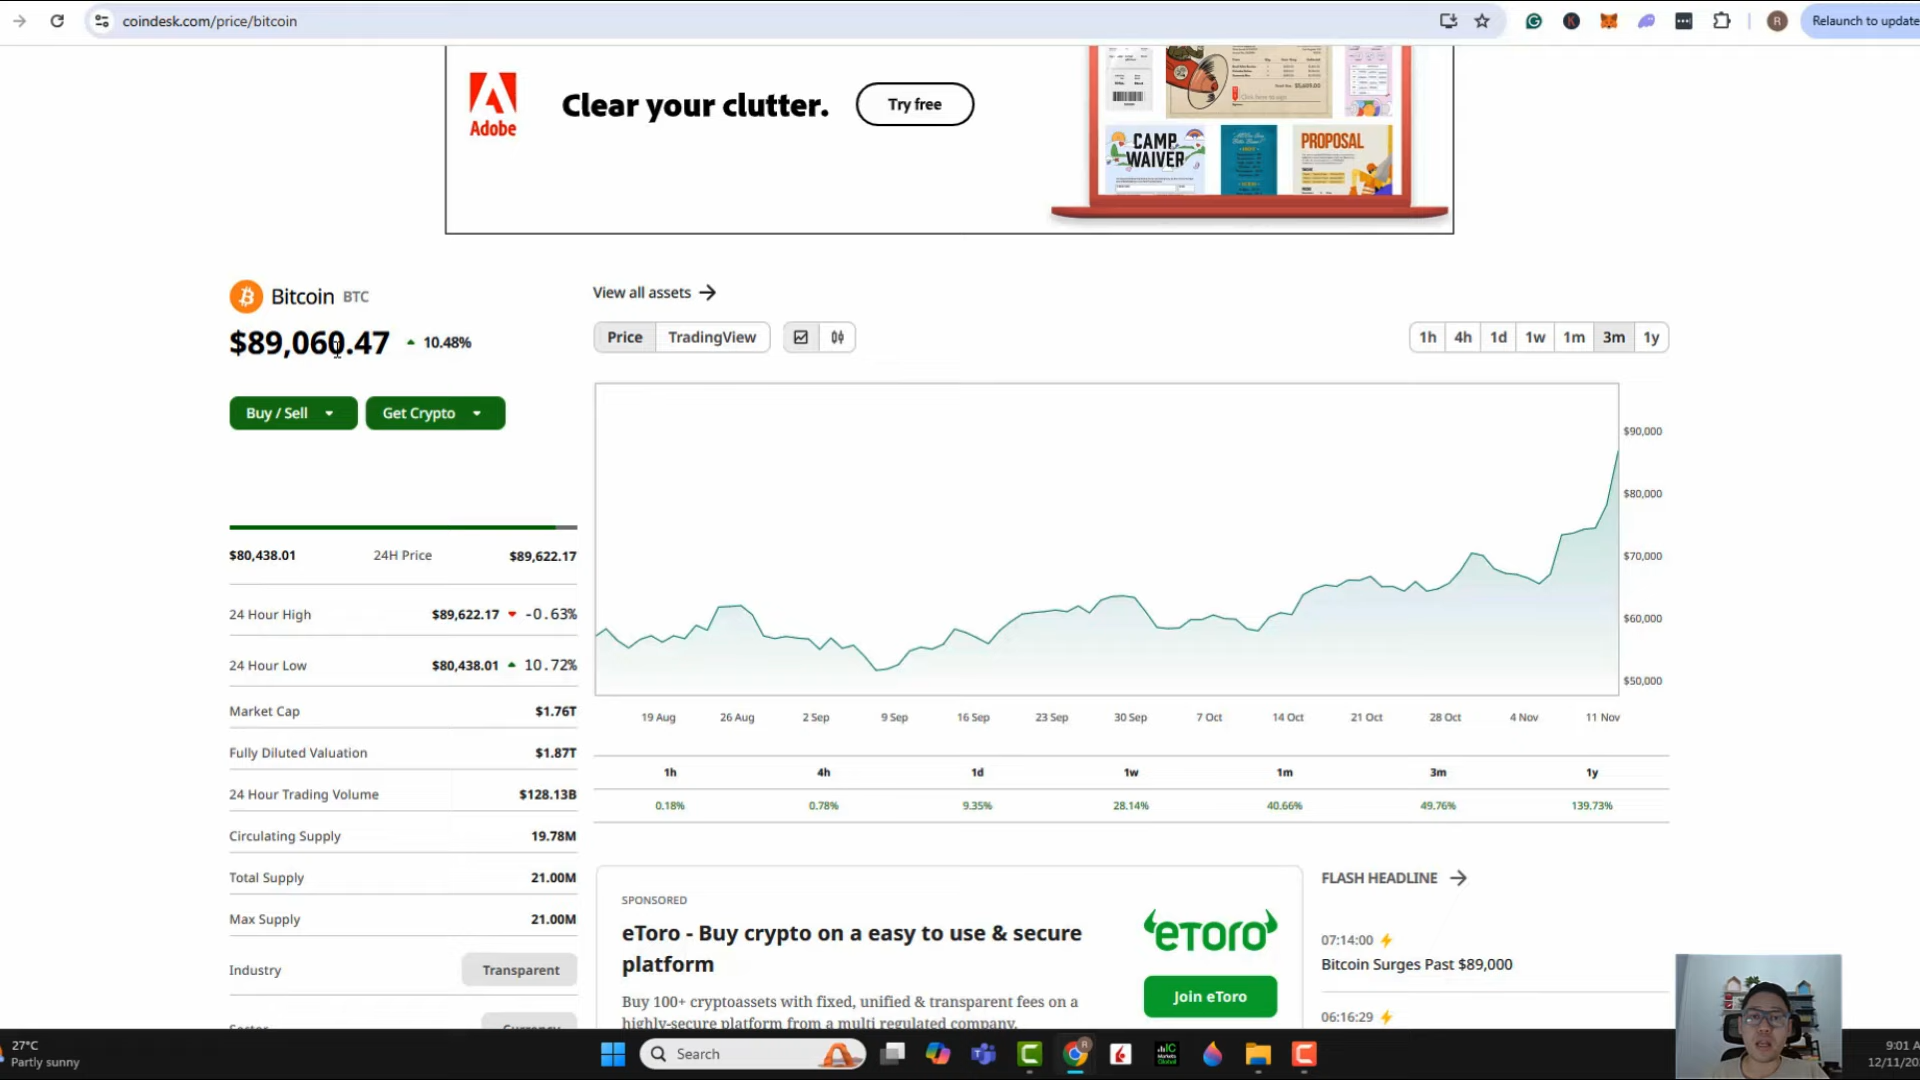 coindesk.com/price/bitcoin
R
Relaunch to update
Adobe
Clear your clutter.
Try free
CAMP
WAIVER
PROPOSAL
Bitcoin BTC
$89,060.47 10.48%
Buy / Sell
Get Crypto
$80,438.01 24H Price $89,622.17
24 Hour High $89,622.17 -0.63%
24 Hour Low $80,438.01 10.72%
Market Cap $1.76T
Fully Diluted Valuation $1.87T
24 Hour Trading Volume $128.13B
Circulating Supply 19.78M
Total Supply 21.00M
Max Supply 21.00M
Industry Transparent
Sector Currency
View all assets
Price TradingView
1h 4h 1d 1w 1m 3m 1y
$90,000
$80,000
$70,000
$60,000
$50,000
19 Aug 26 Aug 2 Sep 9 Sep 16 Sep 23 Sep 30 Sep 7 Oct 14 Oct 21 Oct 28 Oct 4 Nov 11 Nov
1h 4h 1d 1w 1m 3m 1y
0.18% 0.78% 9.35% 28.14% 40.66% 49.76% 139.73%
SPONSORED
eToro - Buy crypto on a easy to use & secure
platform
Buy 100+ cryptoassets with fixed, unified & transparent fees on a
highly-secure platform from a multi regulated company.
eToro
Join eToro
FLASH HEADLINE
07:14:00
Bitcoin Surges Past $89,000
06:16:29
27°C
Partly sunny
Search
9:01 A
12/11/20